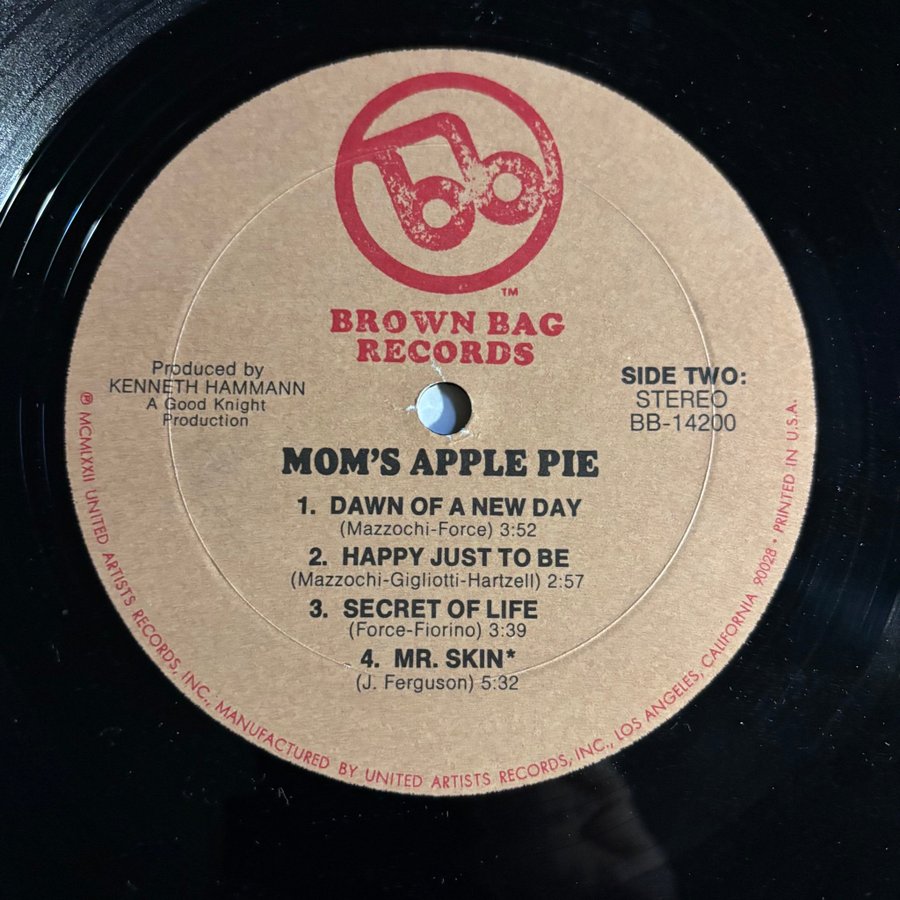 bb
TM
BROWN BAG
RECORDS
Produced by
KENNETH HAMMANN
A Good Knight
Production
SIDE TWO:
STEREO
BB-14200
MOM'S APPLE PIE
1. DAWN OF A NEW DAY
(Mazzochi-Force) 3:52
2. HAPPY JUST TO BE
(Mazzochi-Gigliotti-Hartzell) 2:57
3. SECRET OF LIFE
(Force-Fiorino) 3:39
4. MR. SKIN*
(J. Ferguson) 5:32
℗ MCMLXXII UNITED ARTISTS RECORDS, INC., MANUFACTURED BY UNITED ARTISTS RECORDS, INC., LOS ANGELES, CALIFORNIA 90028 • PRINTED IN U.S.A.